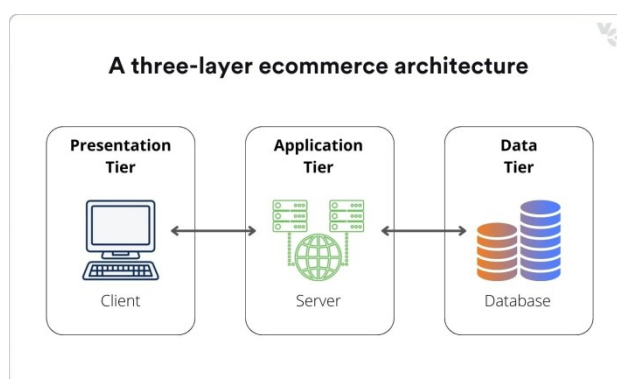 A three-layer ecommerce architecture
Presentation
Tier
Client
Application
Tier
Server
Data
Tier
Database